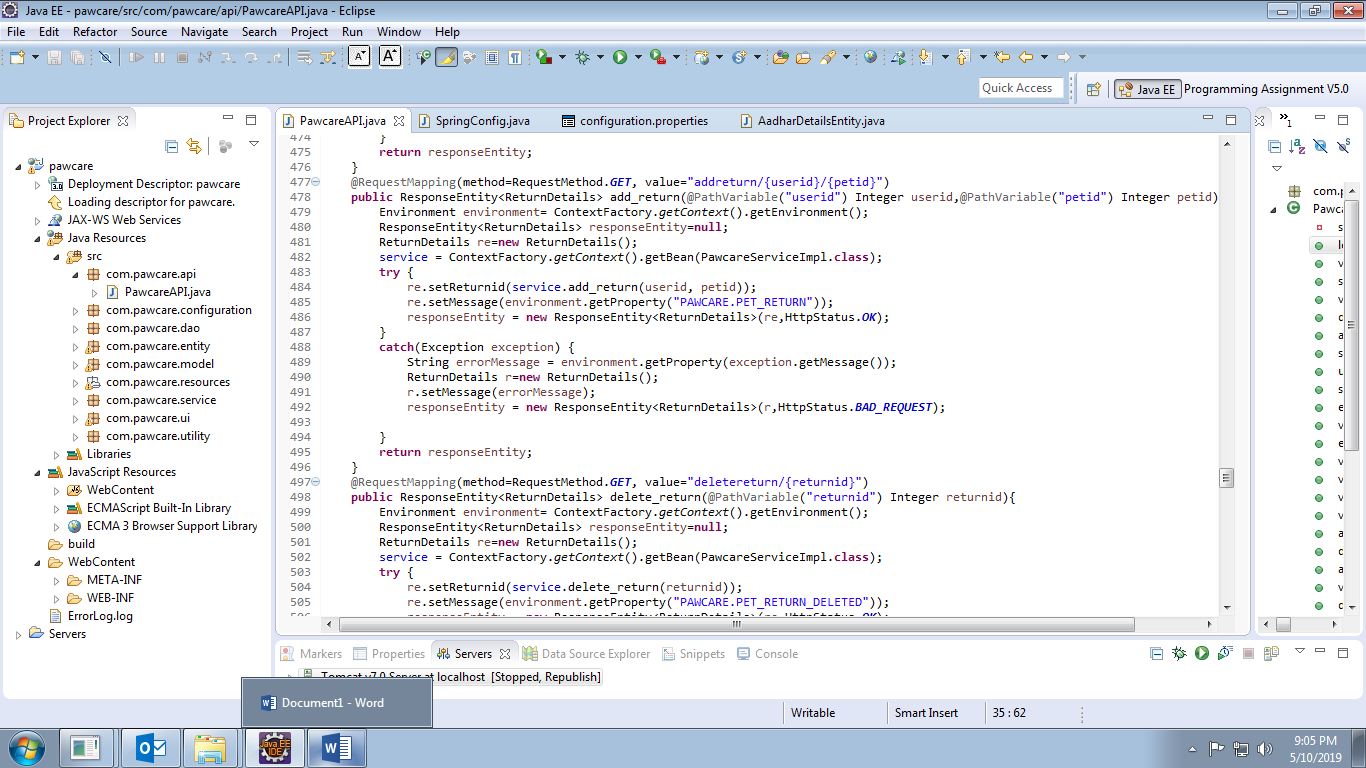 Java EE - pawcare/src/com/pawcare/api/PawcareAPI.java - Eclipse
File Edit Refactor Source Navigate Search Project Run Window Help
Quick Access
Java EE Programming Assignment V5.0
Project Explorer
pawcare
Deployment Descriptor: pawcare
Loading descriptor for pawcare.
JAX-WS Web Services
Java Resources
src
com.pawcare.api
PawcareAPI.java
com.pawcare.configuration
com.pawcare.dao
com.pawcare.entity
com.pawcare.model
com.pawcare.resources
com.pawcare.service
com.pawcare.ui
com.pawcare.utility
Libraries
JavaScript Resources
WebContent
ECMAScript Built-In Library
ECMA 3 Browser Support Library
build
WebContent
META-INF
WEB-INF
ErrorLog.log
Servers
PawcareAPI.java SpringConfig.java configuration.properties AadharDetailsEntity.java
474 }
475 return responseEntity;
476 }
477 @RequestMapping(method=RequestMethod.GET, value="addreturn/{userid}/{petid}")
478 public ResponseEntity<ReturnDetails> add_return(@PathVariable("userid") Integer userid,@PathVariable("petid") Integer petid)
479 Environment environment= ContextFactory.getContext().getEnvironment();
480 ResponseEntity<ReturnDetails> responseEntity=null;
481 ReturnDetails re=new ReturnDetails();
482 service = ContextFactory.getContext().getBean(PawcareServiceImpl.class);
483 try {
484 re.setReturnid(service.add_return(userid, petid));
485 re.setMessage(environment.getProperty("PAWCARE.PET_RETURN"));
486 responseEntity = new ResponseEntity<ReturnDetails>(re,HttpStatus.OK);
487 }
488 catch(Exception exception) {
489 String errorMessage = environment.getProperty(exception.getMessage());
490 ReturnDetails r=new ReturnDetails();
491 r.setMessage(errorMessage);
492 responseEntity = new ResponseEntity<ReturnDetails>(r,HttpStatus.BAD_REQUEST);
493
494 }
495 return responseEntity;
496 }
497 @RequestMapping(method=RequestMethod.GET, value="deletereturn/{returnid}")
498 public ResponseEntity<ReturnDetails> delete_return(@PathVariable("returnid") Integer returnid){
499 Environment environment= ContextFactory.getContext().getEnvironment();
500 ResponseEntity<ReturnDetails> responseEntity=null;
501 ReturnDetails re=new ReturnDetails();
502 service = ContextFactory.getContext().getBean(PawcareServiceImpl.class);
503 try {
504 re.setReturnid(service.delete_return(returnid));
505 re.setMessage(environment.getProperty("PAWCARE.PET_RETURN_DELETED"));
com.p
Pawc
Markers Properties Servers Data Source Explorer Snippets Console
Tomcat v7.0 Server at localhost [Stopped, Republish]
Document1 - Word
Writable Smart Insert 35 : 62
9:05 PM
5/10/2019